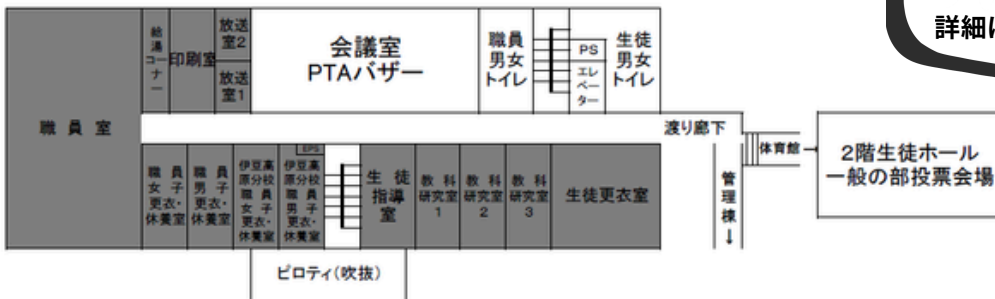 詳細に
給湯コーナー
印刷室
放送
室2
放送
室1
会議室
PTAバザー
職員
男女
トイレ
PS
エレ
ベー
ター
生徒
男女
トイレ
職員室
渡り廊下
体育館→
2階生徒ホール
一般の部投票会場
職員
女子
更衣・
休養室
職員
男子
更衣・
休養室
伊豆高
原分校
職員
女子
更衣・
休養室
EPS
伊豆高
原分校
職員
男子
更衣・
休養室
生徒
指導
室
教科
研究室
1
教科
研究室
2
教科
研究室
3
生徒更衣室
管理棟↓
ピロティ(吹抜)